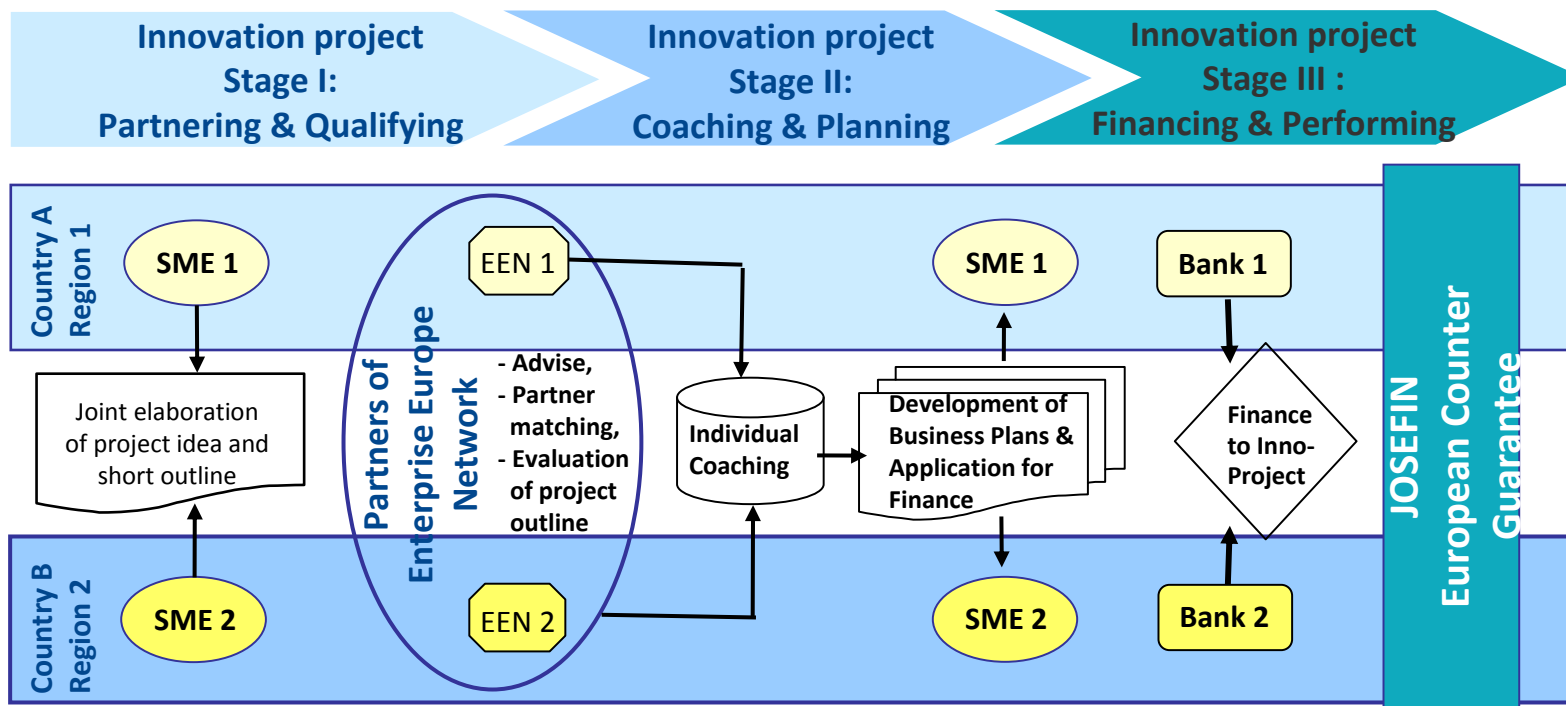 Innovation project
Stage I:
Partnering & Qualifying
Innovation project
Stage II:
Coaching & Planning
Innovation project
Stage III :
Financing & Performing
Country A
Region 1
SME 1
EEN 1
SME 1
Bank 1
Joint elaboration
of project idea and
short outline
Partners of
Enterprise Europe
Network
- Advise,
- Partner
matching,
- Evaluation
of project
outline
Individual
Coaching
Development of
Business Plans &
Application for
Finance
Finance
to Inno-
Project
JOSEFIN
European Counter
Guarantee
Country B
Region 2
SME 2
EEN 2
SME 2
Bank 2